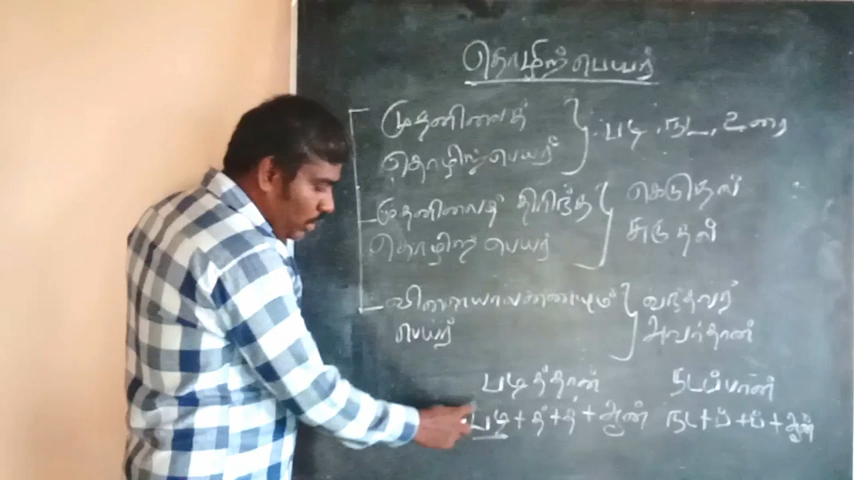 தொழிற்பெயர்
முதனிலைத் } படி, நட, உரை
தொழிற்பெயர்
முதனிலைத் திரிந்த } கெடுதல்
தொழிற்பெயர் சுடுதல்
வினையாலணையும் } வந்தவர்
பெயர் அவர்தான்
படித்தான் நடப்பான்
படி + த் + த் + ஆன் நட + ப் + ப் + ஆன்